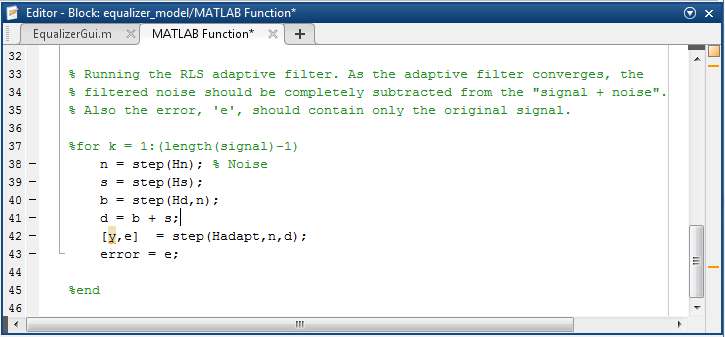 Editor - Block: equalizer_model/MATLAB Function*
EqualizerGui.m MATLAB Function*
32
33 % Running the RLS adaptive filter. As the adaptive filter converges, the
34 % filtered noise should be completely subtracted from the "signal + noise".
35 % Also the error, 'e', should contain only the original signal.
36
37 %for k = 1:(length(signal)-1)
38 – n = step(Hn); % Noise
39 – s = step(Hs);
40 – b = step(Hd,n);
41 – d = b + s;
42 – [y,e]  = step(Hadapt,n,d);
43 – error = e;
44
45 %end
46